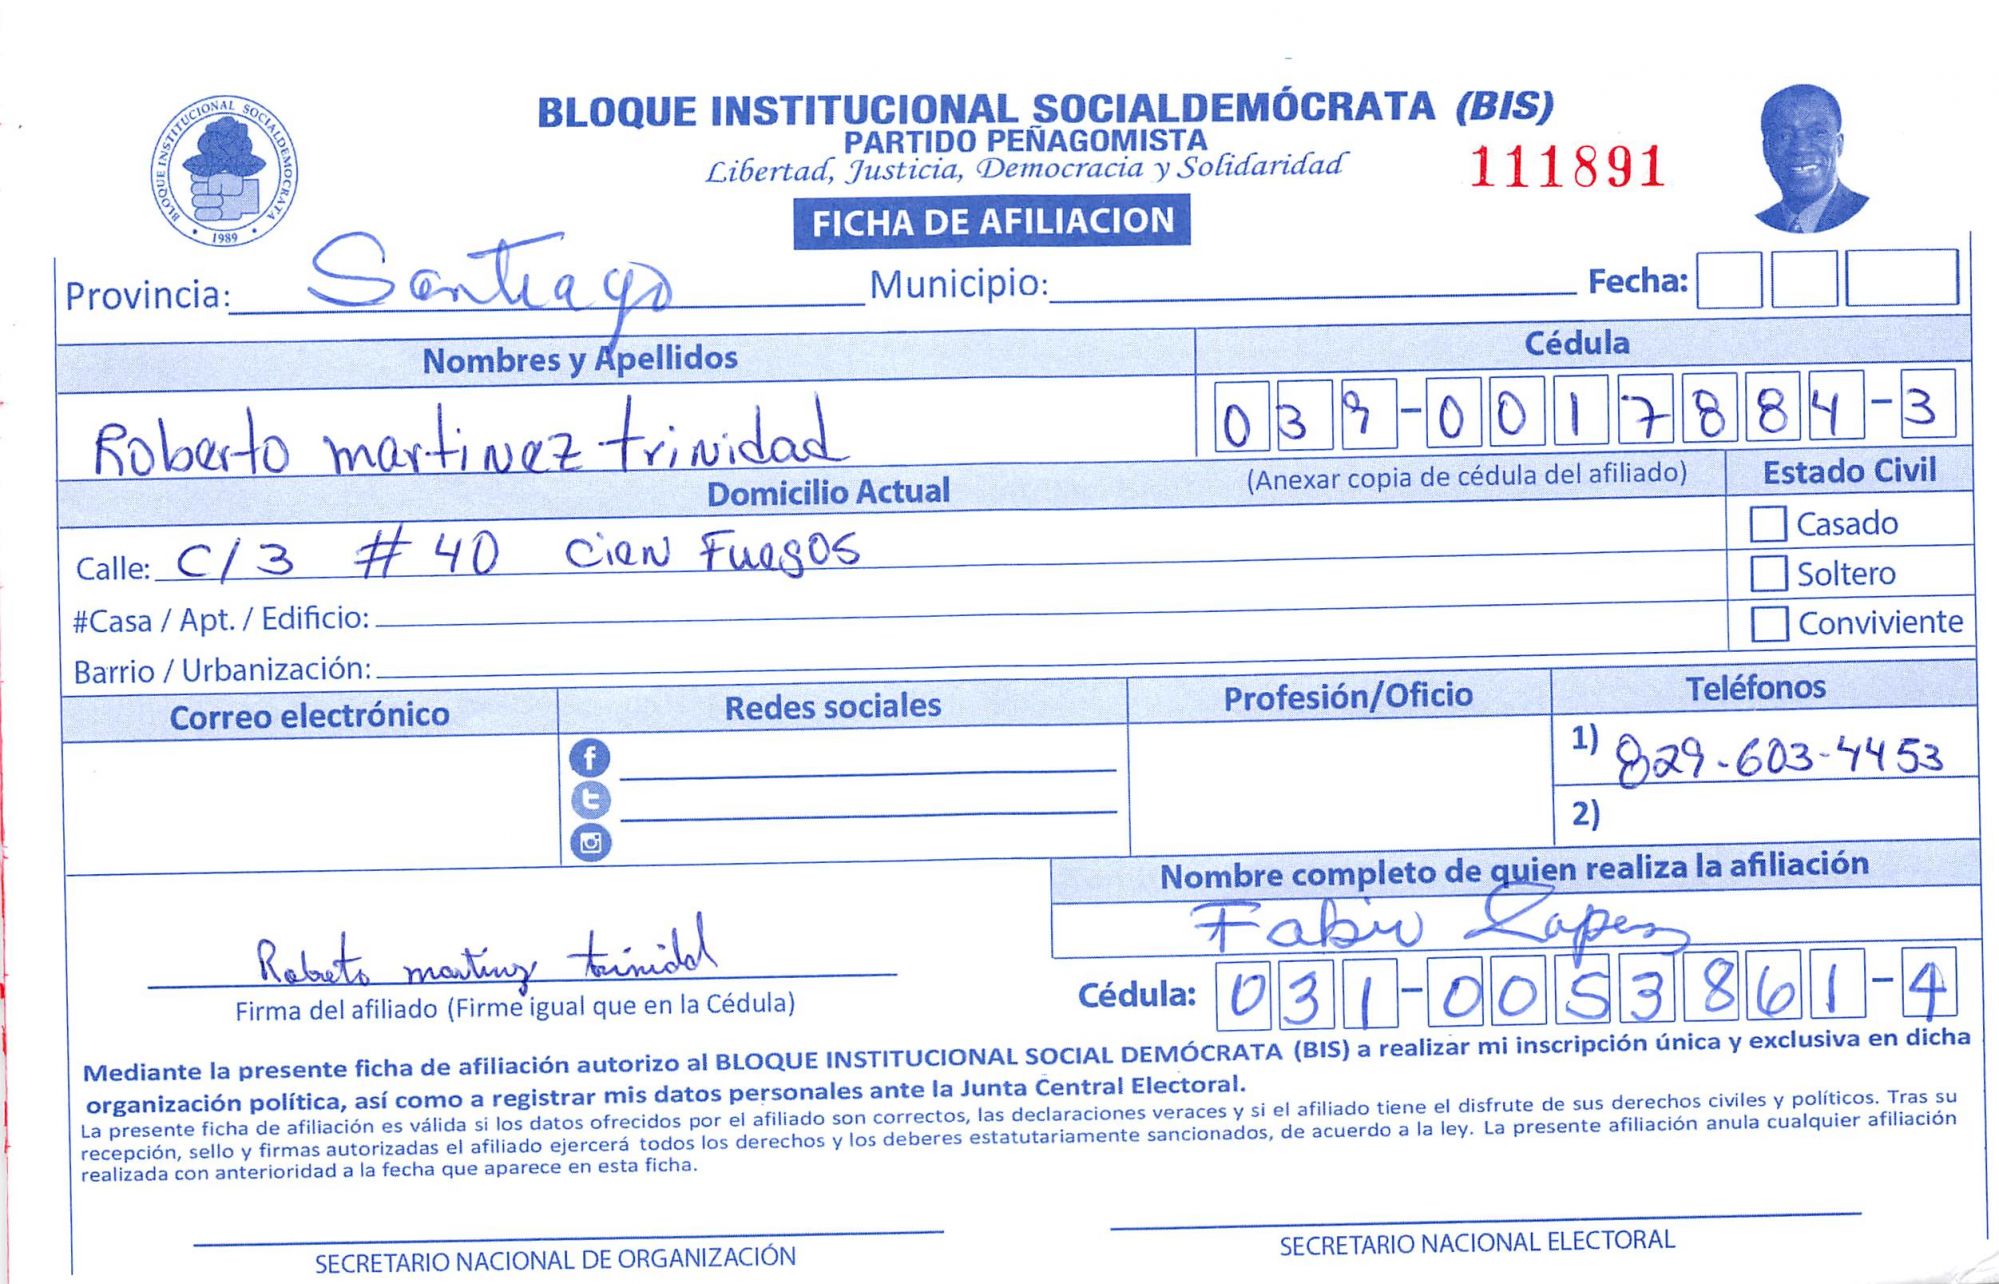 BLOQUE INSTITUCIONAL SOCIALDEMOCRATA
1989
BLOQUE INSTITUCIONAL SOCIALDEMÓCRATA (BIS)
PARTIDO PEÑAGOMISTA
Libertad, Justicia, Democracia y Solidaridad
111891
FICHA DE AFILIACION
Provincia: Santiago Municipio: Fecha:
Nombres y Apellidos Cédula
Roberto martinez trinidad 039-0017884-3
Domicilio Actual (Anexar copia de cédula del afiliado) Estado Civil
Calle: C/3 # 40 Cien Fuegos Casado
Soltero
#Casa / Apt. / Edificio: Conviviente
Barrio / Urbanización:
Correo electrónico Redes sociales Profesión/Oficio Teléfonos
1) 829-603-4453
2)
Nombre completo de quien realiza la afiliación
Lopez
Roberto martinez trinidad
Firma del afiliado (Firme igual que en la Cédula) Cédula: 031-0053861-4
Mediante la presente ficha de afiliación autorizo al BLOQUE INSTITUCIONAL SOCIAL DEMÓCRATA (BIS) a realizar mi inscripción única y exclusiva en dicha
organización política, así como a registrar mis datos personales ante la Junta Central Electoral.
La presente ficha de afiliación es válida si los datos ofrecidos por el afiliado son correctos, las declaraciones veraces y si el afiliado tiene el disfrute de sus derechos civiles y políticos. Tras su
recepción, sello y firmas autorizadas el afiliado ejercerá todos los derechos y los deberes estatutariamente sancionados, de acuerdo a la ley. La presente afiliación anula cualquier afiliación
realizada con anterioridad a la fecha que aparece en esta ficha.
SECRETARIO NACIONAL DE ORGANIZACIÓN SECRETARIO NACIONAL ELECTORAL